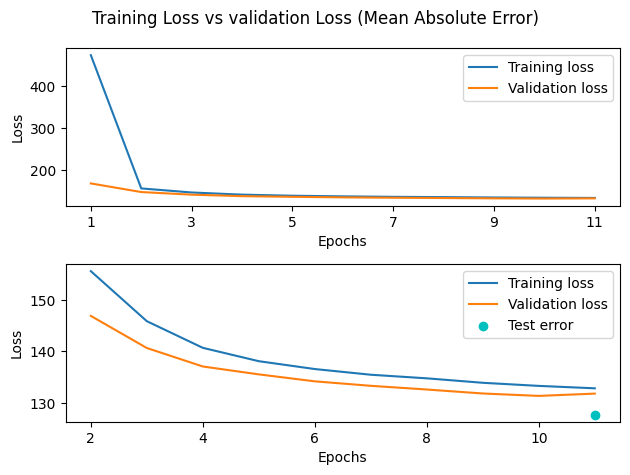 Training Loss vs validation Loss (Mean Absolute Error)
Training loss
Validation loss
Loss
400
300
200
1
3
5
7
9
11
Epochs
Training loss
Validation loss
Test error
Loss
150
140
130
2
4
6
8
10
Epochs